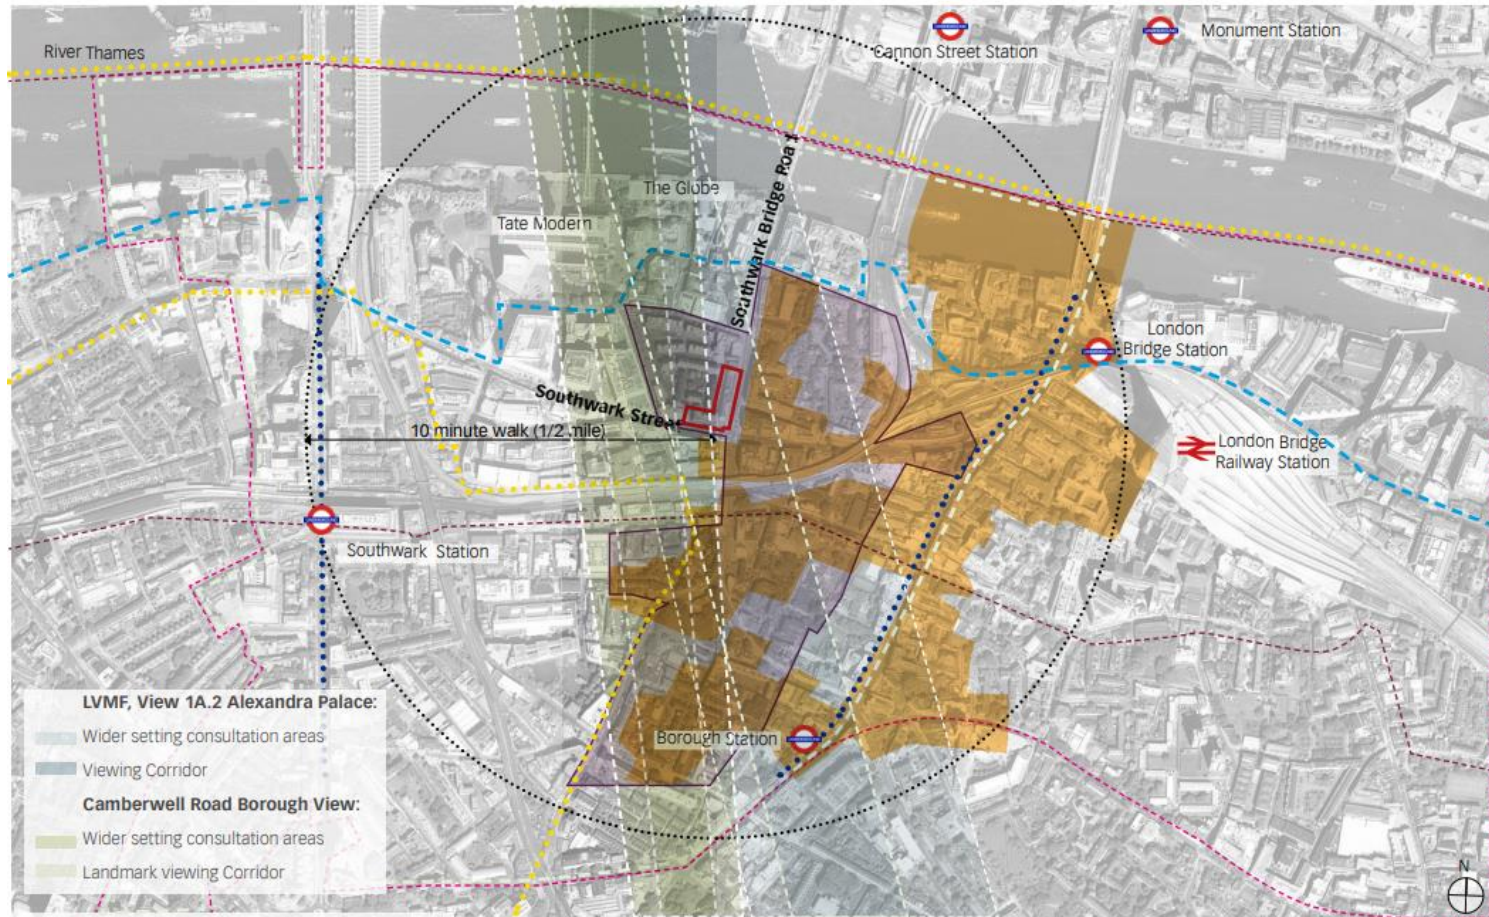 Monument Station
Cannon Street Station
River Thames
Southwark Bridge Roa
The Globe
Tate Modern
London
Bridge Station
Southwark Street
10 minute walk (1/2 mile)
London Bridge
Railway Station
Southwark Station
Borough Station
LVMF, View 1A.2 Alexandra Palace:
Wider setting consultation areas
Viewing Corridor
Camberwell Road Borough View:
Wider setting consultation areas
Landmark viewing Corridor
N